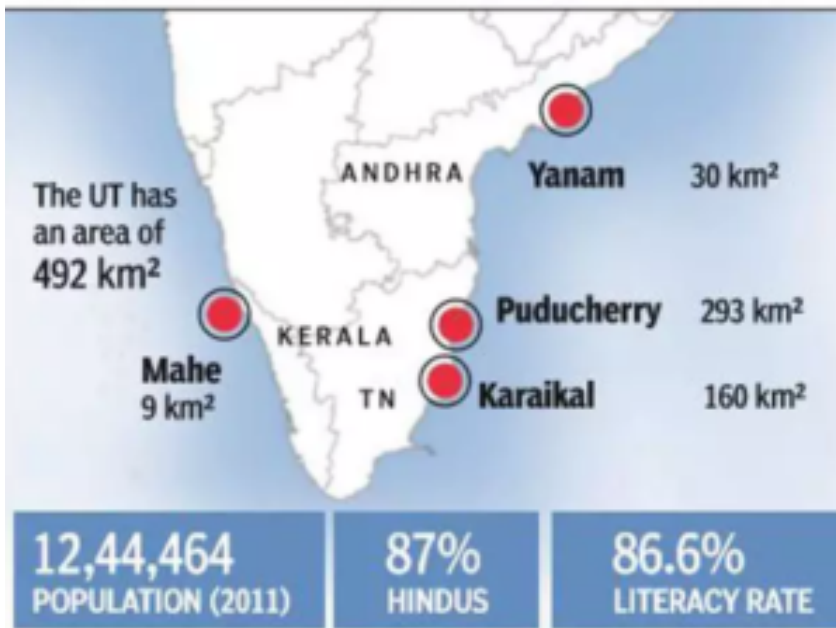 ANDHRA
Yanam 30 km²
The UT has
an area of
492 km²
Puducherry 293 km²
KERALA
Mahe
9 km²
TN
Karaikal 160 km²
12,44,464
POPULATION (2011)
87%
HINDUS
86.6%
LITERACY RATE